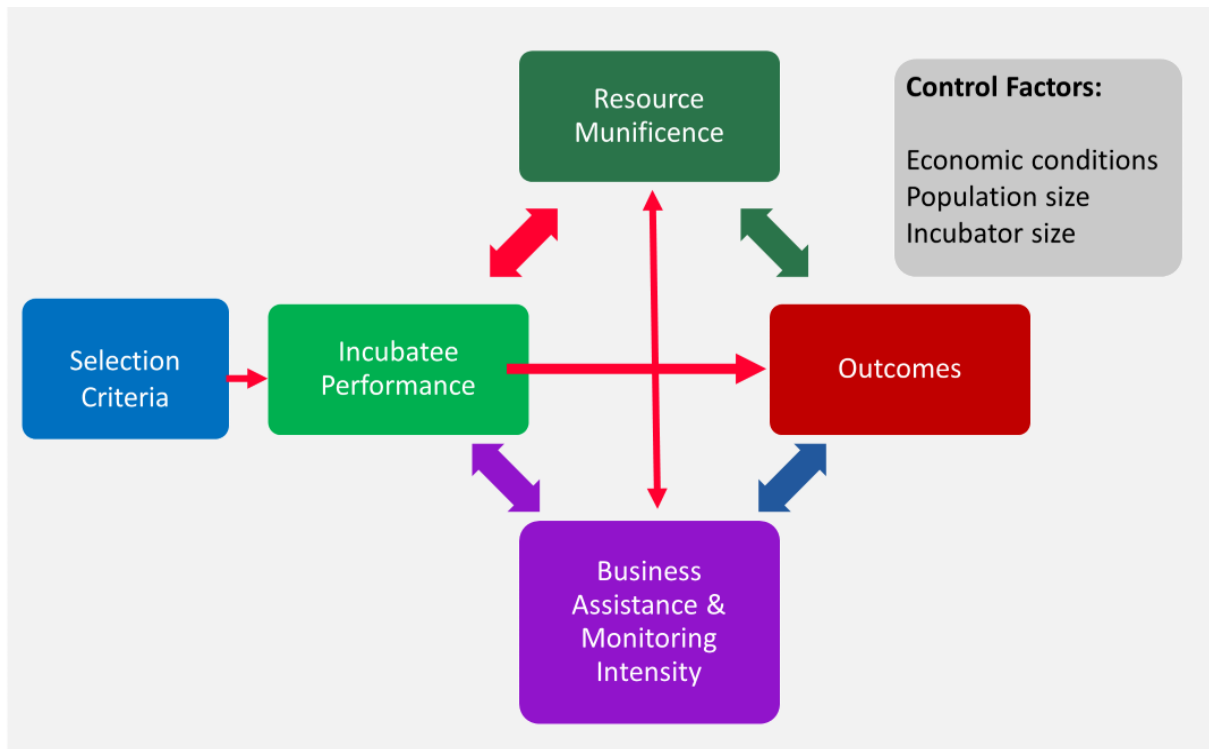 Resource
Munificence
Control Factors:
Economic conditions
Population size
Incubator size
Selection
Criteria
Incubatee
Performance
Outcomes
Business
Assistance &
Monitoring
Intensity